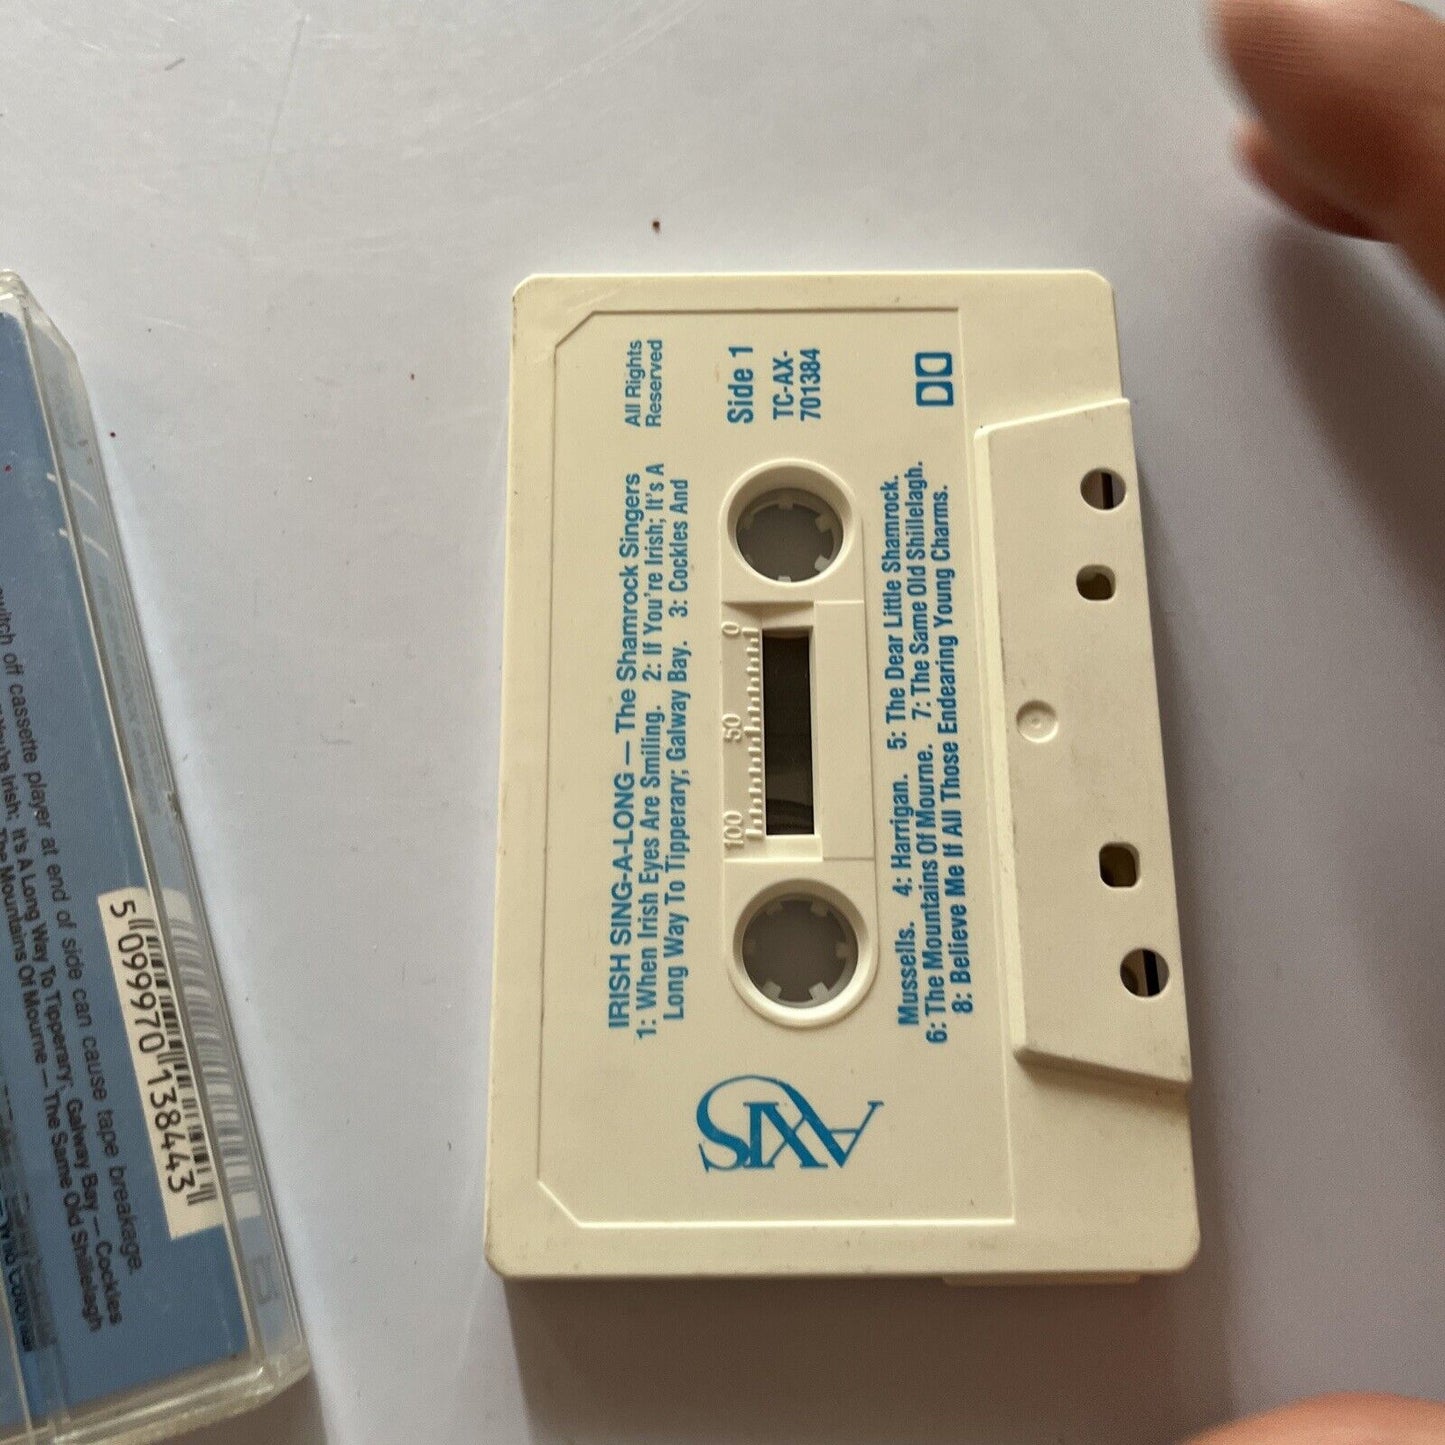 IRISH SING-A-LONG — The Shamrock Singers
1: When Irish Eyes Are Smiling. 2: If You're Irish; It's A
Long Way To Tipperary; Galway Bay. 3: Cockles And
All Rights
Reserved
Side 1
TC-AX-
701384
100 50 0
Mussells. 4: Harrigan. 5: The Dear Little Shamrock.
6: The Mountains Of Mourne. 7: The Same Old Shillelagh.
8: Believe Me If All Those Endearing Young Charms.
AXIS
5 099970 138443
switch off cassette player at end of side can cause tape breakage.
You're Irish; It's A Long Way To Tipperary; Galway Bay — Cockles
The Mountains Of Mourne — The Same Old Shillelagh